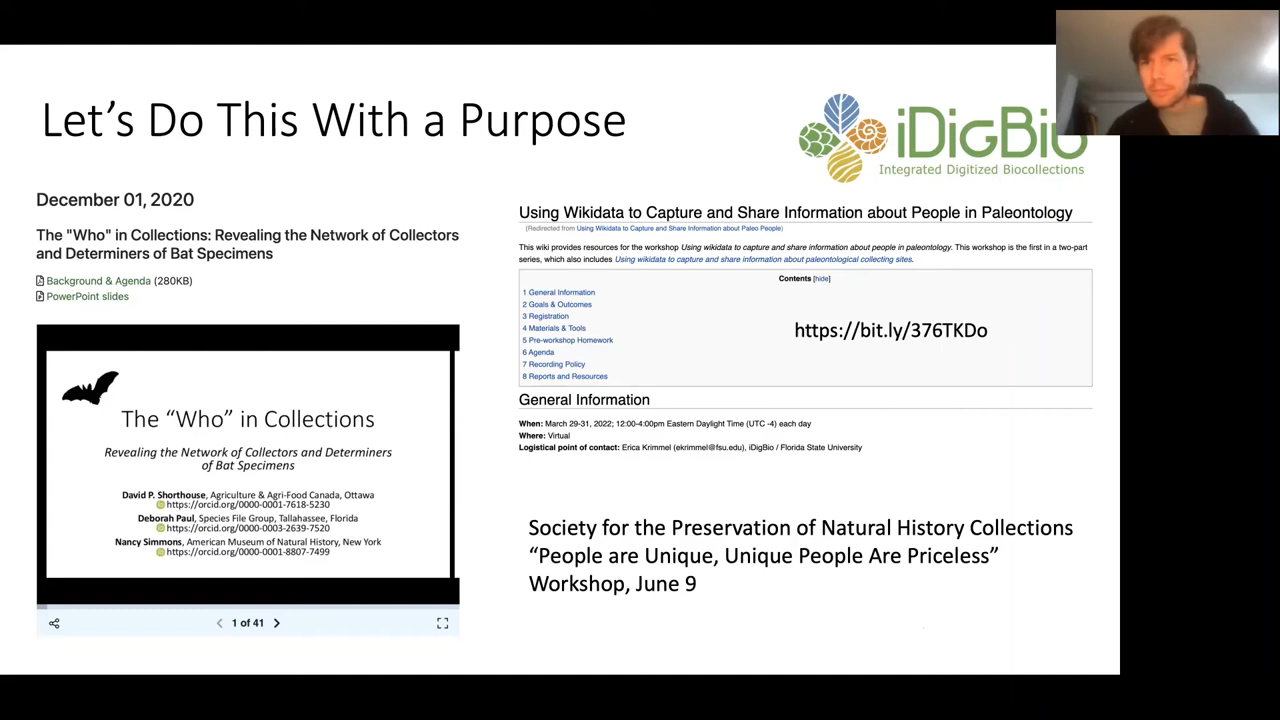 Let's Do This With a Purpose
iDigBio
Integrated Digitized Biocollections
December 01, 2020
The "Who" in Collections: Revealing the Network of Collectors
and Determiners of Bat Specimens
Background & Agenda (280KB)
PowerPoint slides
The “Who” in Collections
Revealing the Network of Collectors and Determiners
of Bat Specimens
David P. Shorthouse, Agriculture & Agri-Food Canada, Ottawa
https://orcid.org/0000-0001-7618-5230
Deborah Paul, Species File Group, Tallahassee, Florida
https://orcid.org/0000-0003-2639-7520
Nancy Simmons, American Museum of Natural History, New York
https://orcid.org/0000-0001-8807-7499
1 of 41
Using Wikidata to Capture and Share Information about People in Paleontology
(Redirected from Using Wikidata to Capture and Share Information about Paleo People)
This wiki provides resources for the workshop Using wikidata to capture and share information about people in paleontology. This workshop is the first in a two-part
series, which also includes Using wikidata to capture and share information about paleontological collecting sites.
Contents [hide]
1 General Information
2 Goals & Outcomes
3 Registration
4 Materials & Tools
5 Pre-workshop Homework
6 Agenda
7 Recording Policy
8 Reports and Resources
https://bit.ly/376TKDo
General Information
When: March 29-31, 2022; 12:00-4:00pm Eastern Daylight Time (UTC -4) each day
Where: Virtual
Logistical point of contact: Erica Krimmel (ekrimmel@fsu.edu), iDigBio / Florida State University
Society for the Preservation of Natural History Collections
“People are Unique, Unique People Are Priceless”
Workshop, June 9